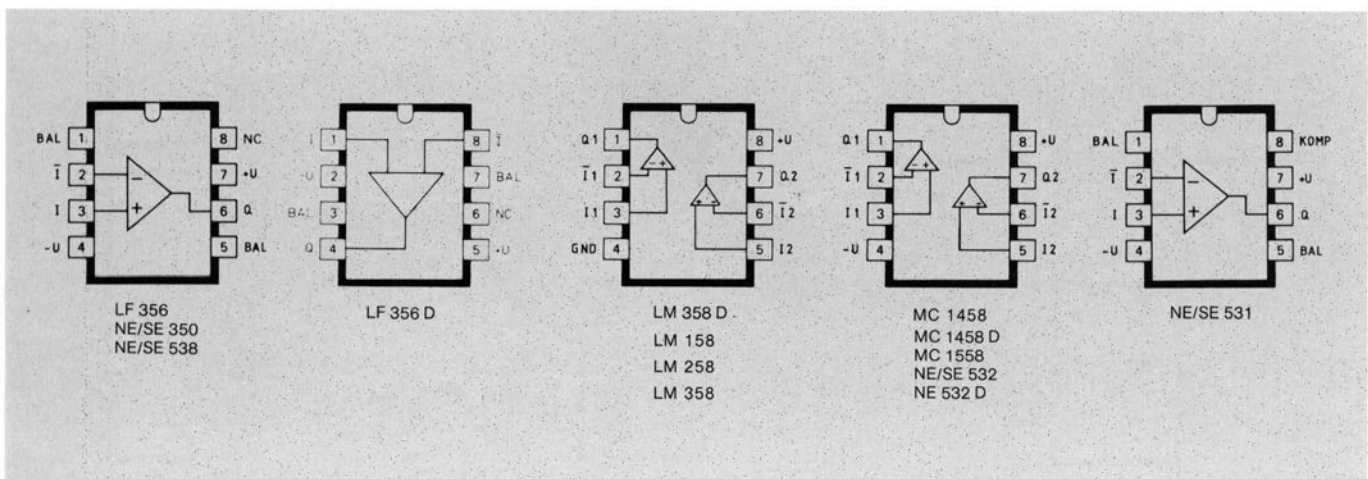 BAL 1 8 NC
Ī 2 - 7 +U
I 3 + 6 Q
-U 4 5 BAL
LF 356
NE/SE 350
NE/SE 538
I 1 8 Ī
-U 2 7 BAL
BAL 3 6 NC
Q 4 5 +U
LF 356 D
Q1 1 - + 8 +U
Ī1 2 7 Q2
I1 3 + - 6 Ī2
GND 4 5 I2
LM 358 D
LM 158
LM 258
LM 358
Q1 1 - + 8 +U
Ī1 2 7 Q2
I1 3 + - 6 Ī2
-U 4 5 I2
MC 1458
MC 1458 D
MC 1558
NE/SE 532
NE 532 D
BAL 1 8 KOMP
Ī 2 - 7 +U
I 3 + 6 Q
-U 4 5 BAL
NE/SE 531